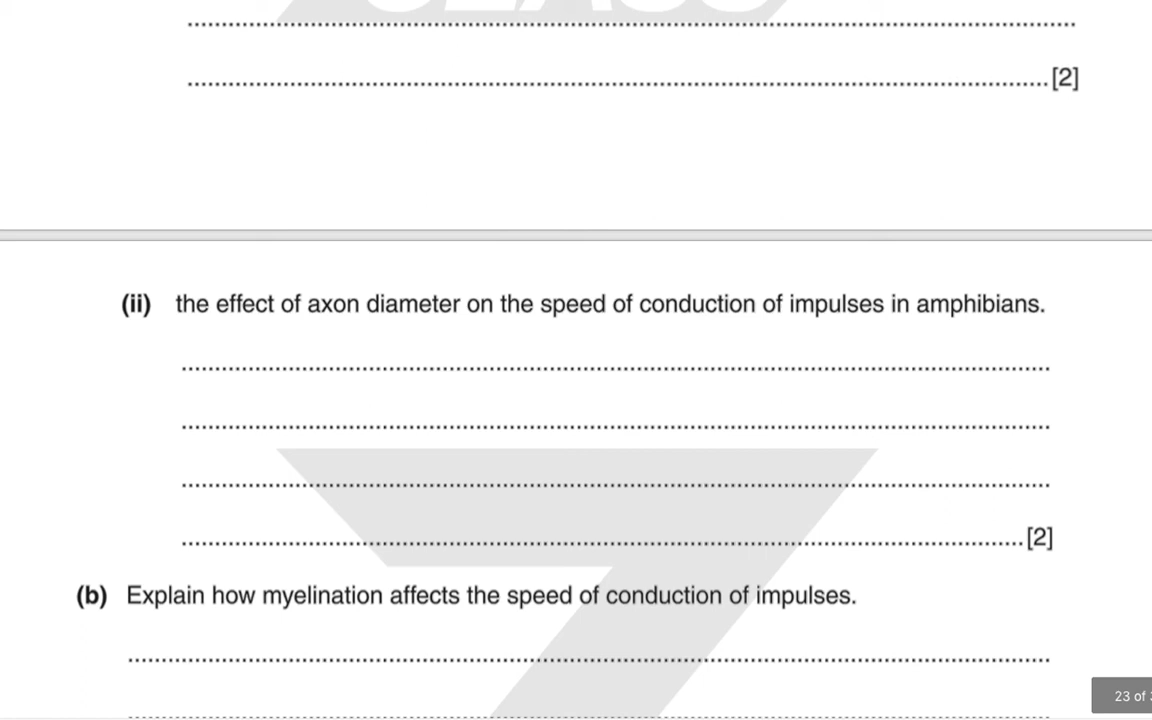 [2]
(ii) the effect of axon diameter on the speed of conduction of impulses in amphibians.
[2]
(b) Explain how myelination affects the speed of conduction of impulses.
23 of